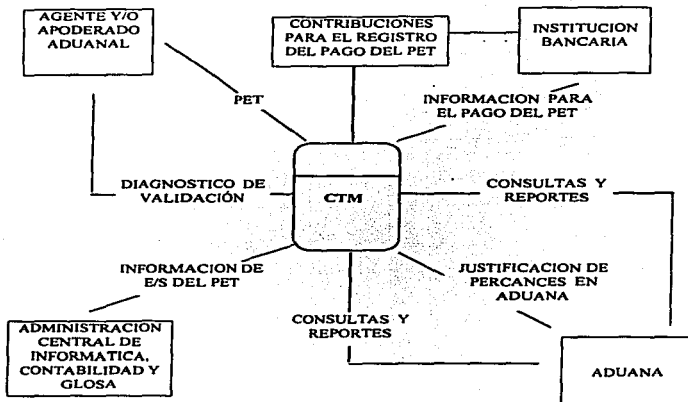 AGENTE Y/O
APODERADO
ADUANAL
CONTRIBUCIONES
PARA EL REGISTRO
DEL PAGO DEL PET
INSTITUCION
BANCARIA
PET
INFORMACION PARA
EL PAGO DEL PET
DIAGNOSTICO DE
VALIDACIÓN
CTM
CONSULTAS Y
REPORTES
INFORMACION DE
E/S DEL PET
JUSTIFICACION DE
PERCANCES EN
ADUANA
CONSULTAS Y
REPORTES
ADMINISTRACION
CENTRAL DE
INFORMATICA,
CONTABILIDAD Y
GLOSA
ADUANA